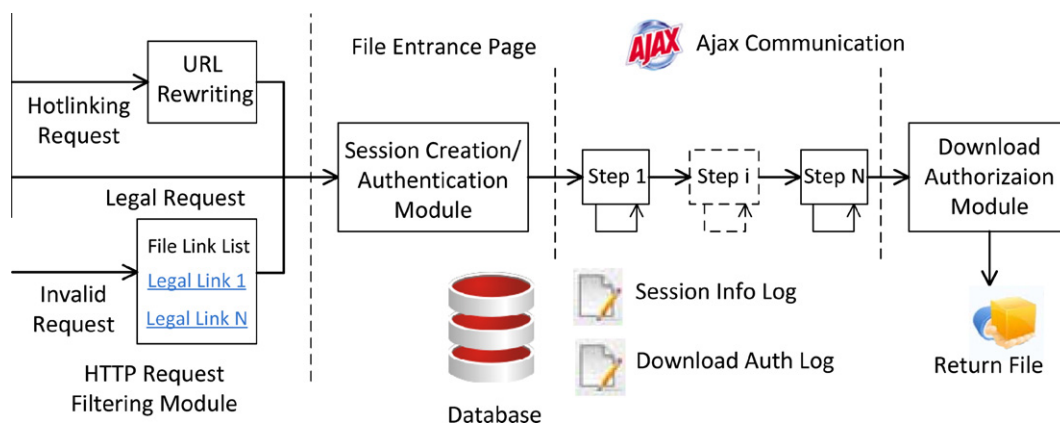 URL
Rewriting
Hotlinking
Request
Legal Request
File Link List
Legal Link 1
Legal Link N
Invalid
Request
HTTP Request
Filtering Module
File Entrance Page
Session Creation/
Authentication
Module
AJAX
Ajax Communication
Step 1
Step i
Step N
Download
Authorizaion
Module
Database
Session Info Log
Download Auth Log
Return File